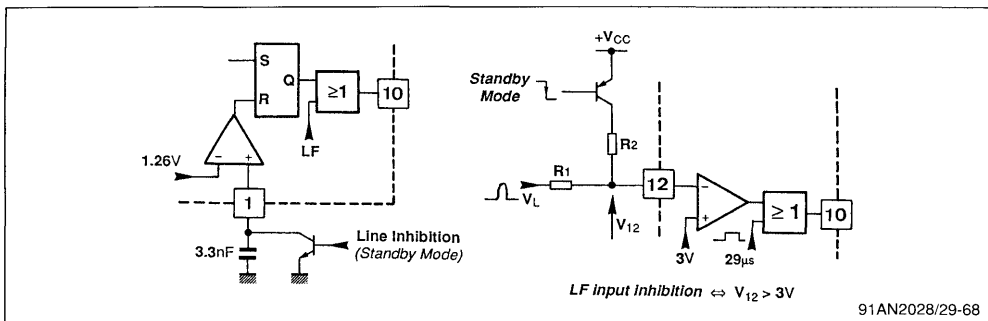 S
R
Q
≥1
10
LF
1.26V
-
+
1
3.3nF
Line Inhibition
(Standby Mode)
+VCC
Standby
Mode
R2
R1
VL
12
V12
-
+
3V
≥ 1
10
29µs
LF input inhibition ⇔ V12 > 3V
91AN2028/29-68